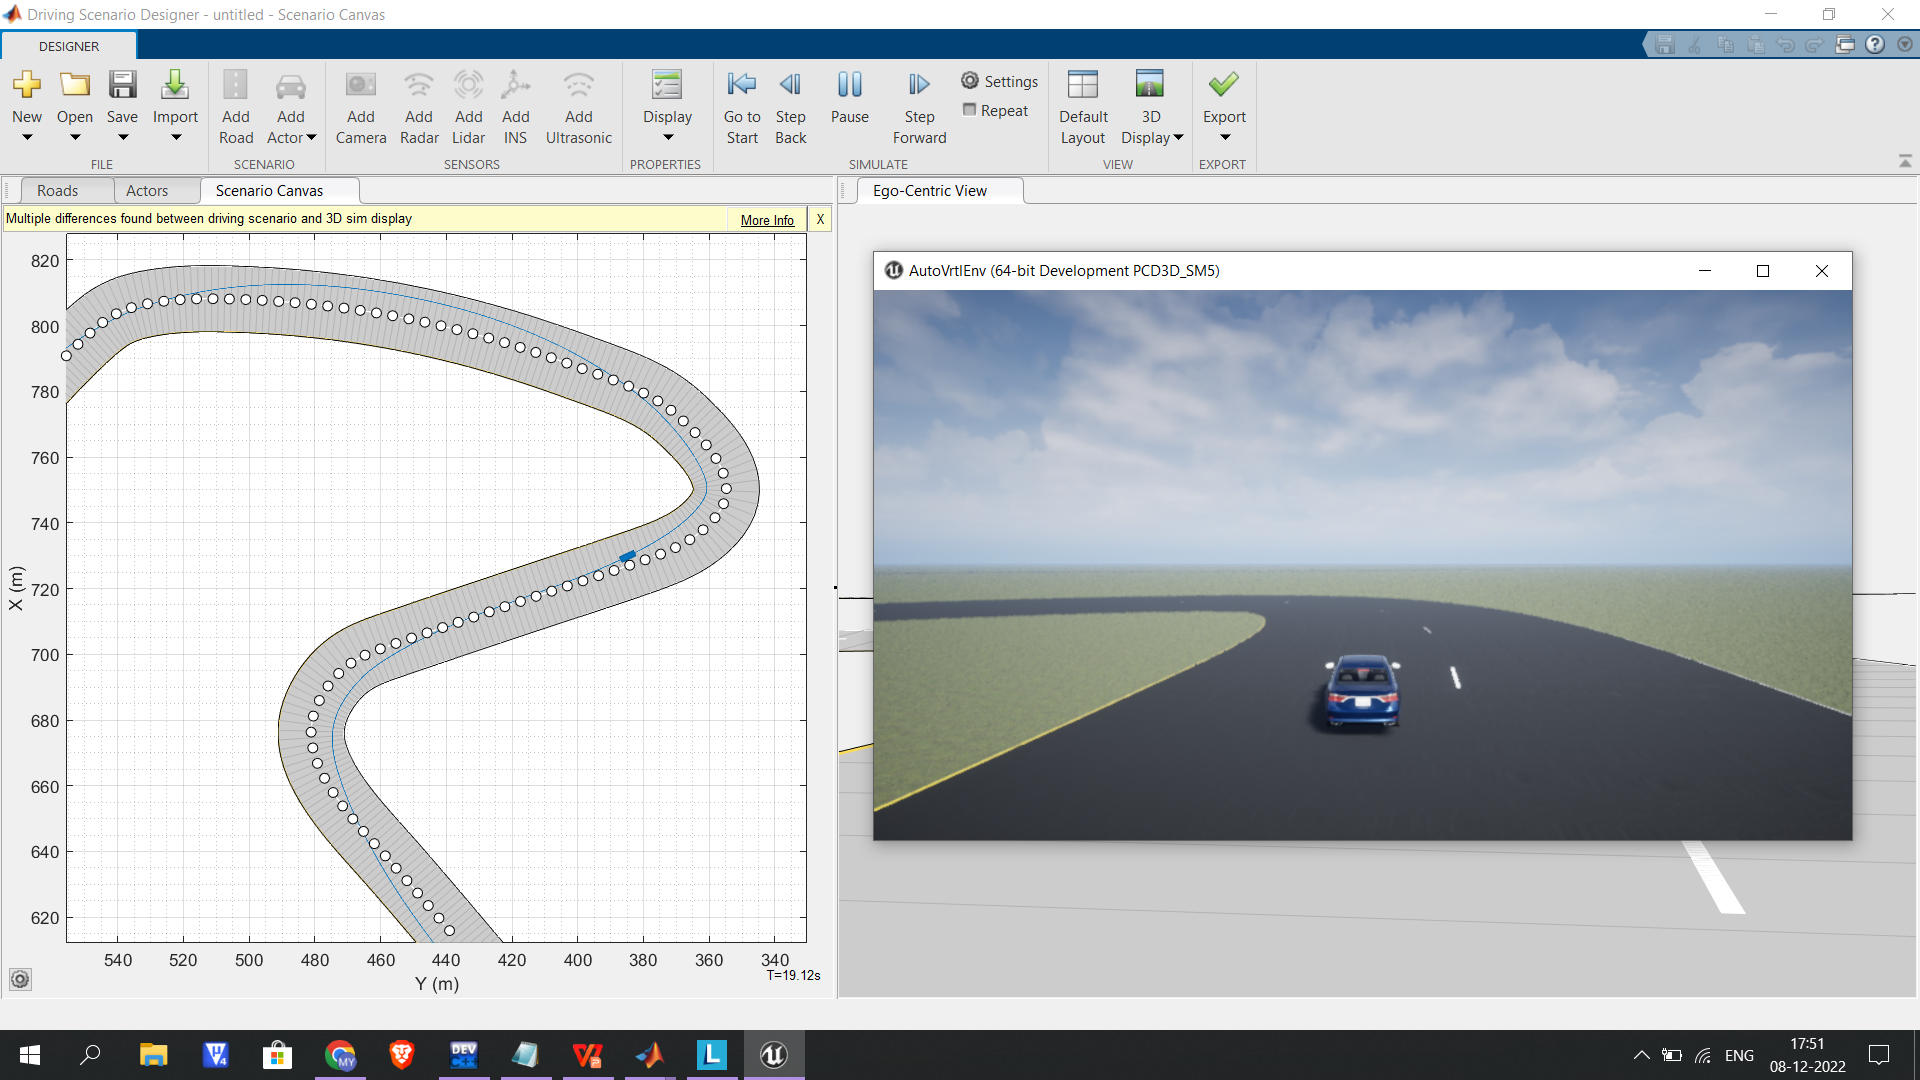 Driving Scenario Designer - untitled - Scenario Canvas
DESIGNER
New
Open
Save
Import
Add Road
Add Actor
Add Camera
Add Radar
Add Lidar
Add INS
Add Ultrasonic
Display
Go to Start
Step Back
Pause
Step Forward
Settings
Repeat
Default Layout
3D Display
Export
FILE
SCENARIO
SENSORS
PROPERTIES
SIMULATE
VIEW
EXPORT
Roads
Actors
Scenario Canvas
Ego-Centric View
Multiple differences found between driving scenario and 3D sim display
More Info
X
AutoVrtlEnv (64-bit Development PCD3D_SM5)
820
800
780
760
740
720
700
680
660
640
620
X (m)
540 520 500 480 460 440 420 400 380 360 340
T=19.12s
Y (m)
MY
DEV C++
L
ENG
17:51
08-12-2022